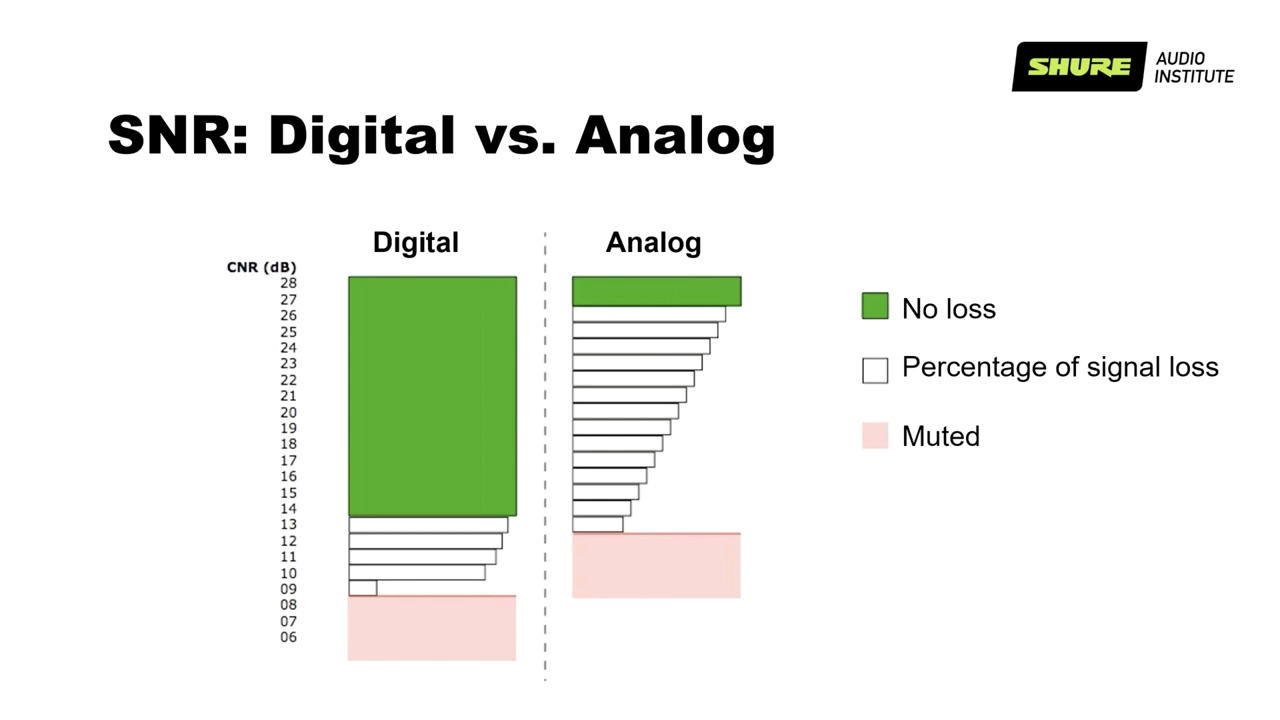 SHURE
AUDIO
INSTITUTE
SNR: Digital vs. Analog
Digital
Analog
CNR (dB)
28
27
26
25
24
23
22
21
20
19
18
17
16
15
14
13
12
11
10
09
08
07
06
No loss
Percentage of signal loss
Muted